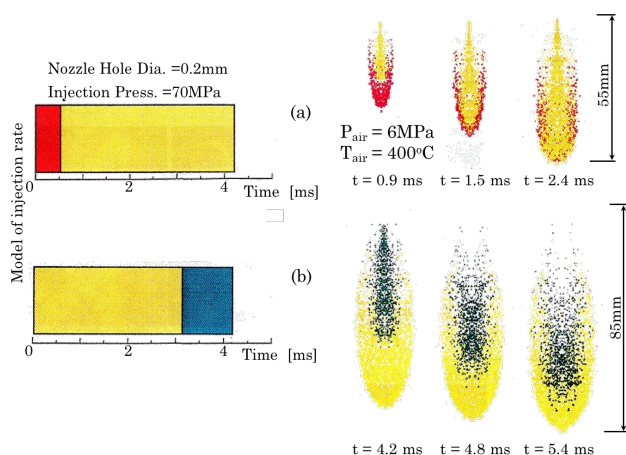 Nozzle Hole Dia. =0.2mm
Injection Press. =70MPa
(a)
0 2 4
Time [ms]
Model of injection rate
P air = 6MPa
T air = 400°C
55mm
t = 0.9 ms t = 1.5 ms t = 2.4 ms
(b)
0 2 4
Time [ms]
85mm
t = 4.2 ms t = 4.8 ms t = 5.4 ms